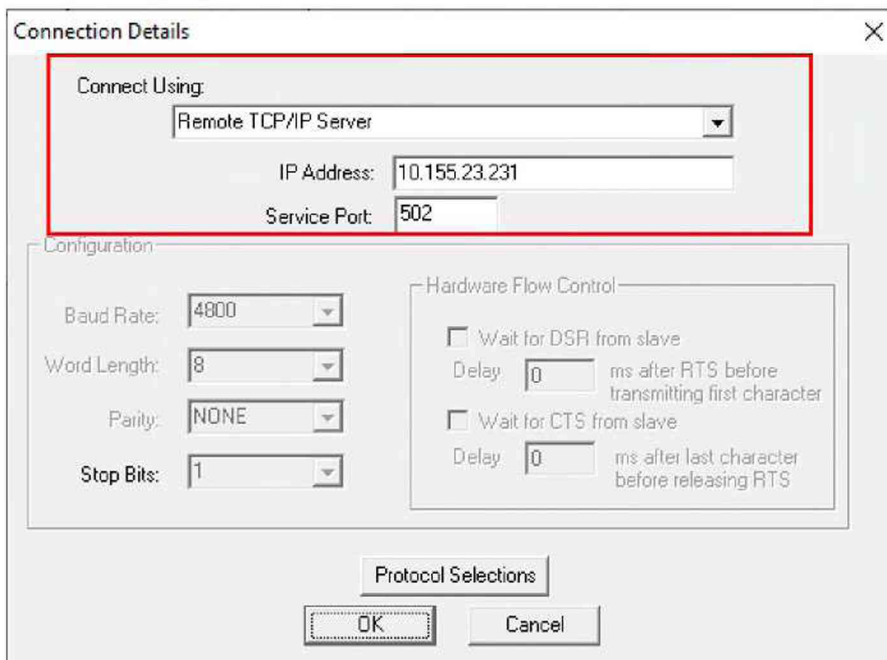 Connection Details
Connect Using:
Remote TCP/IP Server
IP Address: 10.155.23.231
Service Port: 502
Configuration
Baud Rate: 4800
Word Length: 8
Parity: NONE
Stop Bits: 1
Hardware Flow Control
Wait for DSR from slave
Delay 0 ms after RTS before
transmitting first character
Wait for CTS from slave
Delay 0 ms after last character
before releasing RTS
Protocol Selections
OK Cancel